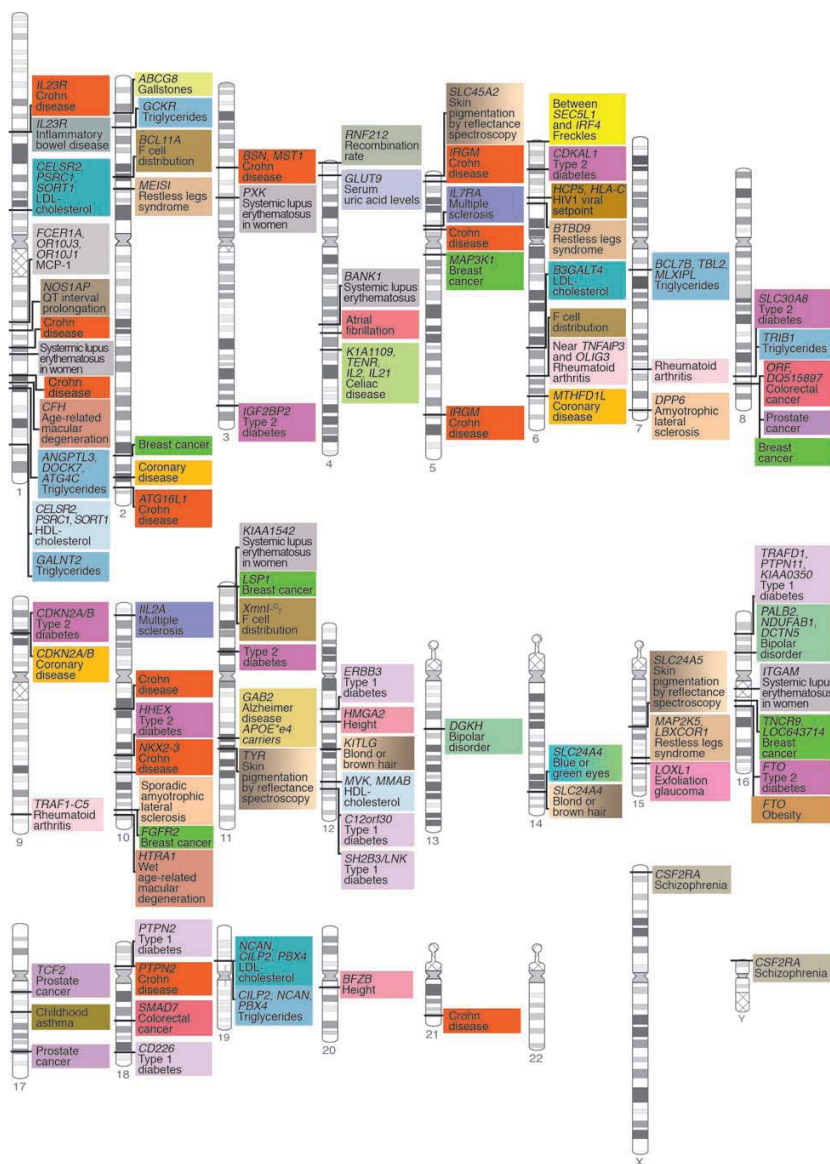 IL23R
Crohn
disease
IL23R
Inflammatory
bowel disease
CELSR2,
PSRC1,
SORT1
LDL-
cholesterol
FCER1A,
OR10J3,
OR10J1
MCP-1
NOS1AP
QT interval
prolongation
Crohn
disease
Systemic lupus
erythematosus
in women
Crohn
disease
CFH
Age-related
macular
degeneration
ANGPTL3,
DOCK7,
ATG4C
Triglycerides
CELSR2,
PSRC1, SORT1
HDL-
cholesterol
GALNT2
Triglycerides
1
ABCG8
Gallstones
GCKR
Triglycerides
BCL11A
F cell
distribution
MEISI
Restless legs
syndrome
Breast cancer
Coronary
disease
ATG16L1
Crohn
disease
2
BSN, MST1
Crohn
disease
PXK
Systemic lupus
erythematosus
in women
IGF2BP2
Type 2
diabetes
3
RNF212
Recombination
rate
GLUT9
Serum
uric acid levels
BANK1
Systemic lupus
erythematosus
Atrial
fibrillation
K1A1109,
TENR,
IL2, IL21
Celiac
disease
4
SLC45A2
Skin
pigmentation
by reflectance
spectroscopy
IRGM
Crohn
disease
IL7RA
Multiple
sclerosis
Crohn
disease
MAP3K1
Breast
cancer
IRGM
Crohn
disease
5
Between
SEC5L1
and IRF4
Freckles
CDKAL1
Type 2
diabetes
HCP5, HLA-C
HIV1 viral
setpoint
BTBD9
Restless legs
syndrome
B3GALT4
LDL-
cholesterol
F cell
distribution
Near TNFAIP3
and OLIG3
Rheumatoid
arthritis
MTHFD1L
Coronary
disease
6
BCL7B, TBL2,
MLXIPL
Triglycerides
Rheumatoid
arthritis
DPP6
Amyotrophic
lateral
sclerosis
7
SLC30A8
Type 2
diabetes
TRIB1
Triglycerides
ORF,
DQ515897
Colorectal
cancer
Prostate
cancer
Breast
cancer
8
CDKN2A/B
Type 2
diabetes
CDKN2A/B
Coronary
disease
TRAF1-C5
Rheumatoid
arthritis
9
IIL2A
Multiple
sclerosis
Crohn
disease
HHEX
Type 2
diabetes
NKX2-3
Crohn
disease
Sporadic
amyotrophic
lateral
sclerosis
FGFR2
Breast cancer
HTRA1
Wet
age-related
macular
degeneration
10
KIAA1542
Systemic lupus
erythematosus
in women
LSP1
Breast cancer
XmnI-
F cell
distribution
Type 2
diabetes
GAB2
Alzheimer
disease
APOE*e4
carriers
TYR
Skin
pigmentation
by reflectance
spectroscopy
11
ERBB3
Type 1
diabetes
HMGA2
Height
KITLG
Blond or
brown hair
MVK, MMAB
HDL-
cholesterol
C12orf30
Type 1
diabetes
SH2B3/LNK
Type 1
diabetes
12
DGKH
Bipolar
disorder
13
SLC24A4
Blue or
green eyes
SLC24A4
Blond or
brown hair
14
SLC24A5
Skin
pigmentation
by reflectance
spectroscopy
MAP2K5,
LBXCOR1
Restless legs
syndrome
LOXL1
Exfoliation
glaucoma
15
TRAFD1,
PTPN11,
KIAA0350
Type 1
diabetes
PALB2,
NDUFAB1,
DCTN5
Bipolar
disorder
ITGAM
Systemic lupus
erythematosus
in women
TNCR9,
LOC643714
Breast
cancer
FTO
Type 2
diabetes
FTO
Obesity
16
TCF2
Prostate
cancer
Childhood
asthma
Prostate
cancer
17
PTPN2
Type 1
diabetes
PTPN2
Crohn
disease
SMAD7
Colorectal
cancer
CD226
Type 1
diabetes
18
NCAN,
CILP2, PBX4
LDL-
cholesterol
CILP2, NCAN,
PBX4
Triglycerides
19
BFZB
Height
20
Crohn
disease
21
22
CSF2RA
Schizophrenia
X
CSF2RA
Schizophrenia
Y